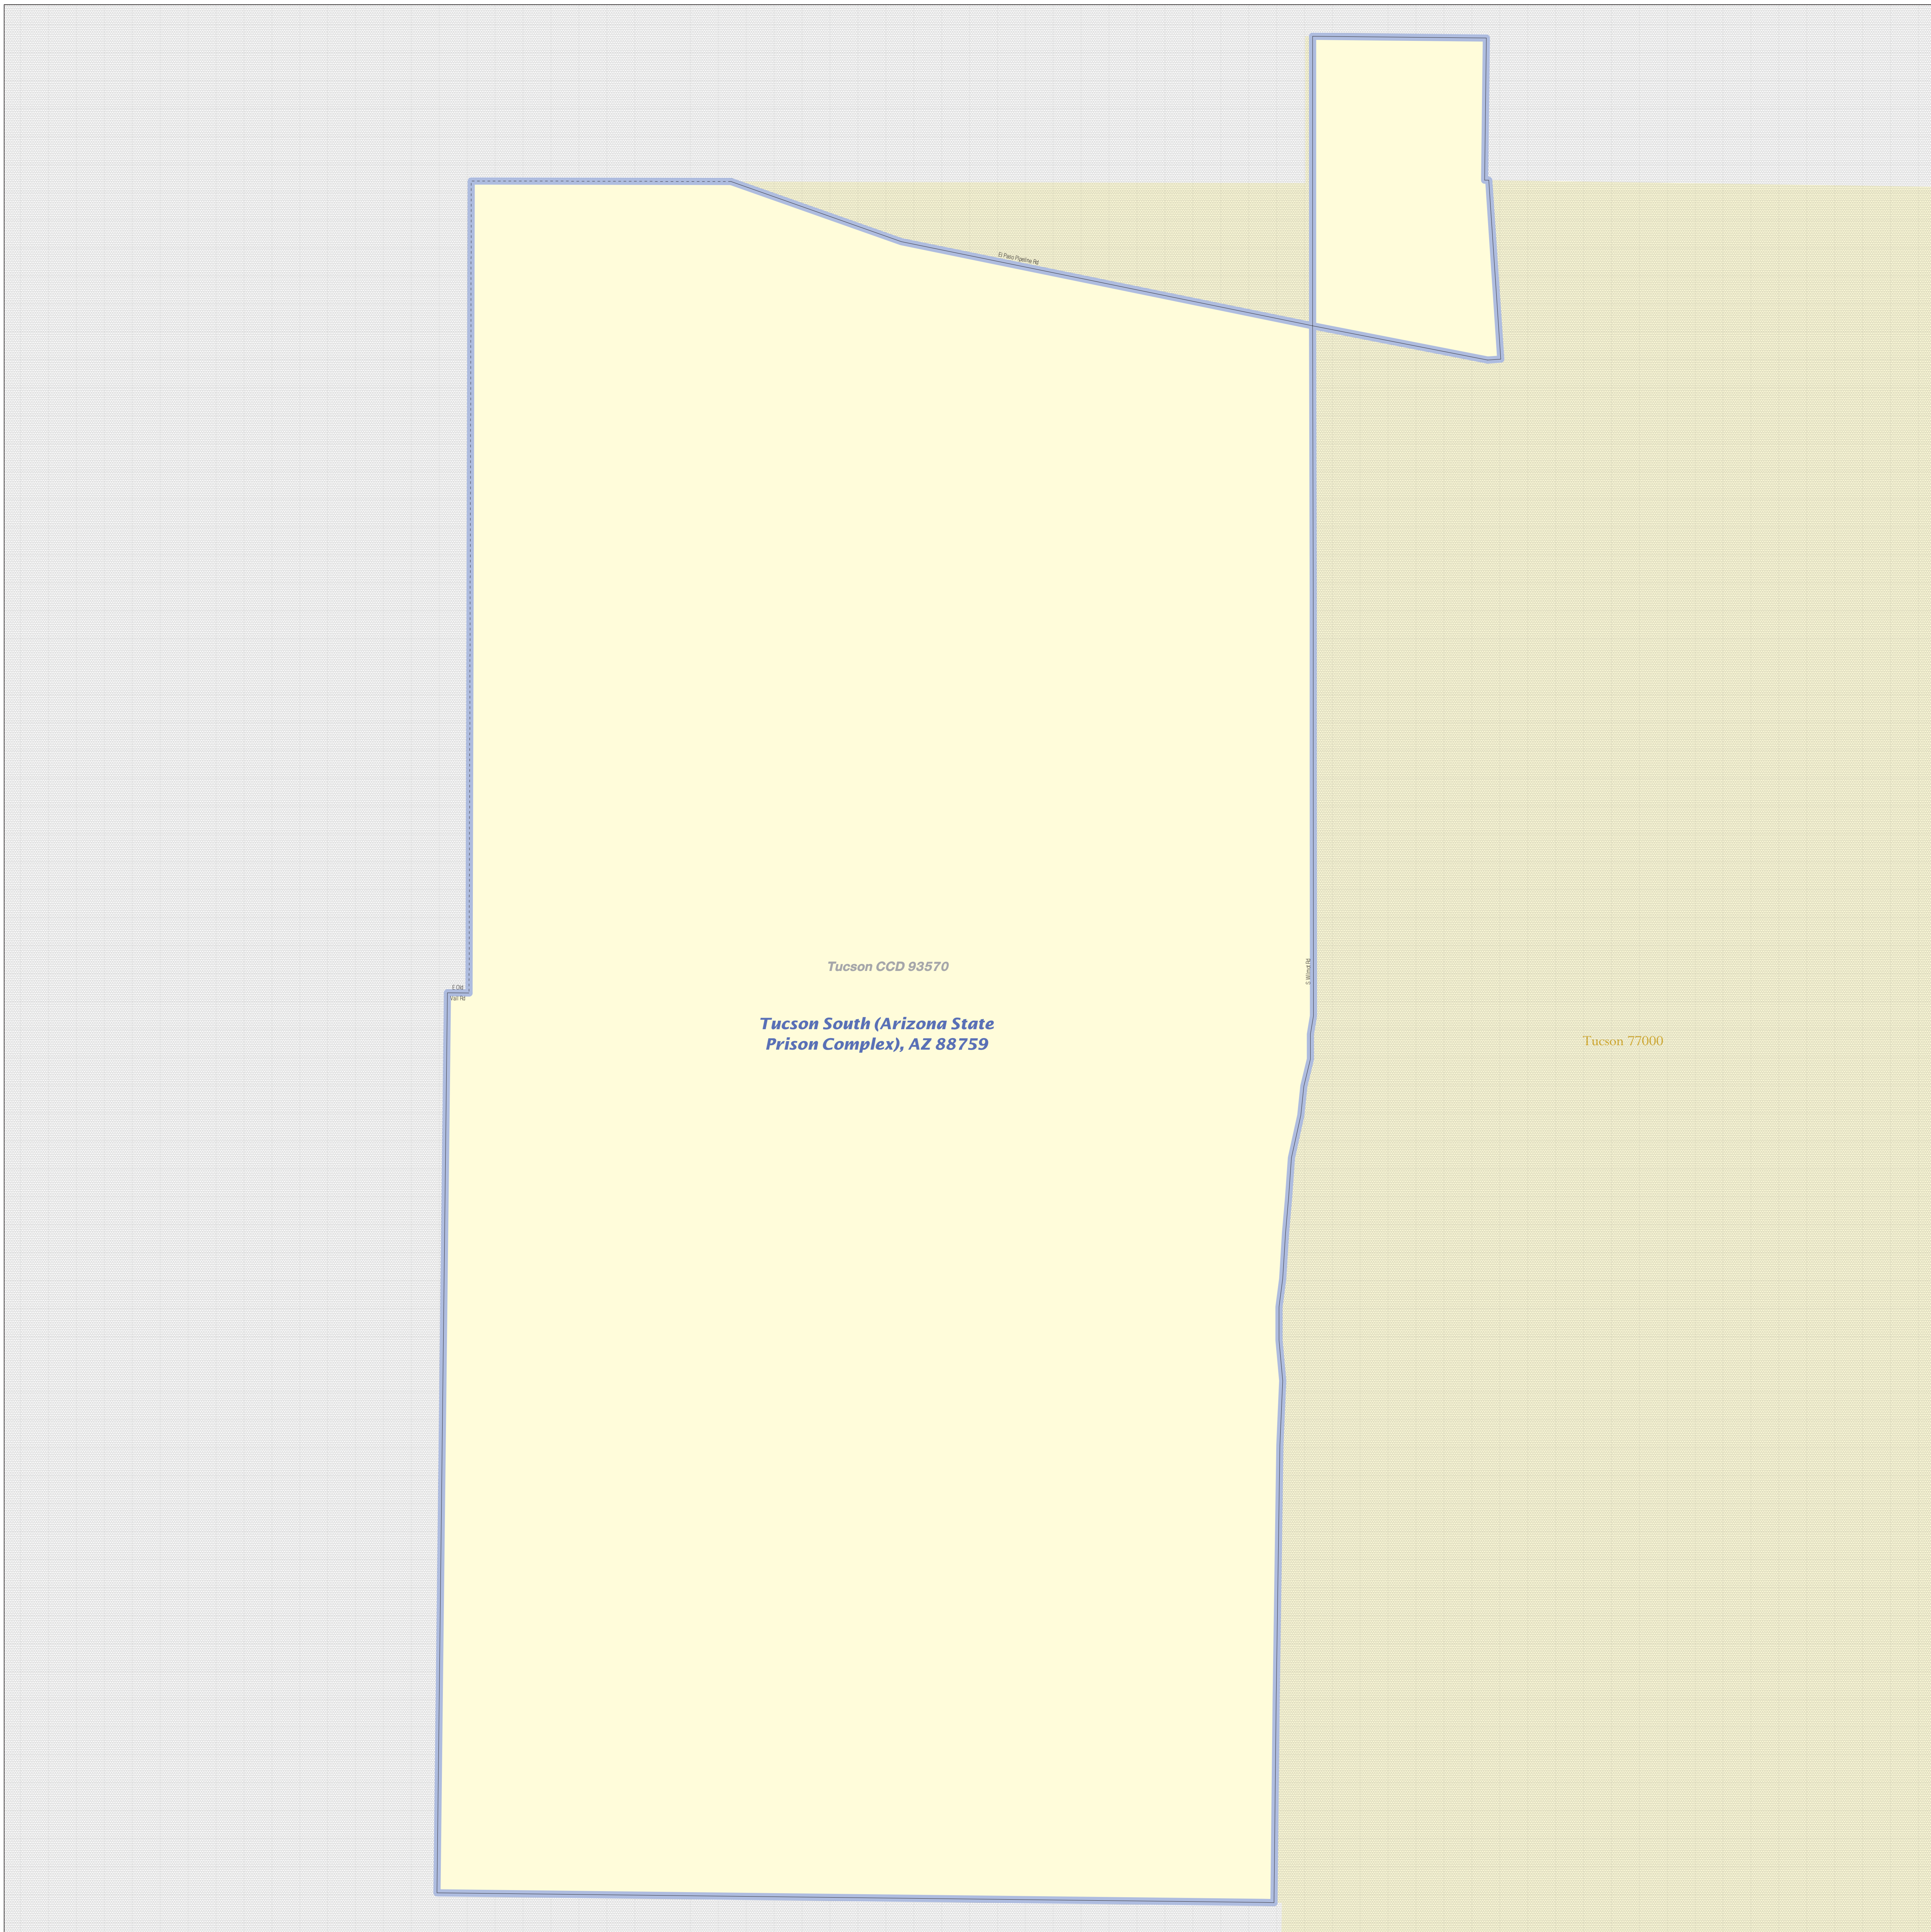 El Paso Pipeline Rd
Tucson CCD 93570
S Wilmot Rd
E Old
Vail Rd
Tucson South (Arizona State
Prison Complex), AZ 88759
Tucson 77000